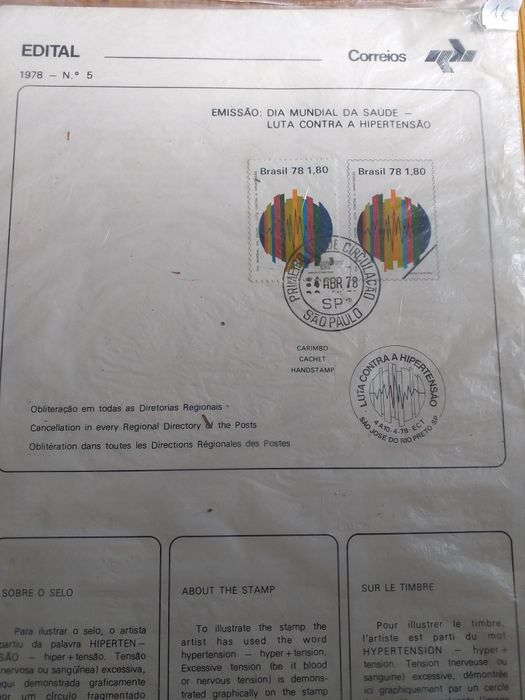 1€
EDITAL
Correios
1978 – N.º 5
EMISSÃO: DIA MUNDIAL DA SAÚDE –
LUTA CONTRA A HIPERTENSÃO
Brasil 78 1,80
Brasil 78 1,80
PRIMEIRO DIA DE CIRCULAÇÃO
ABR 78
SP
SÃO PAULO
CARIMBO
CACHET
HANDSTAMP
LUTA CONTRA A HIPERTENSÃO
4 A 10-4-78-ECT
SÃO JOSÉ DO RIO PRETO-SP
Obliteração em todas as Diretorias Regionais
Cancellation in every Regional Directory of the Posts
Oblitération dans toutes les Directions Régionales des Postes
SOBRE O SELO
Para ilustrar o selo, o artista
partiu da palavra HIPERTEN–
SÃO – hiper + tensão. Tensão
nervosa ou sangüínea) excessiva,
aqui demonstrada graficamente
por um círculo fragmentado
ABOUT THE STAMP
To illustrate the stamp the
artist has used the word
hypertension – hyper + tension.
Excessive tension (be it blood
or nervous tension) is demons-
trated graphically on the stamp
SUR LE TIMBRE
Pour illustrer le timbre,
l'artiste est parti du mot
HYPERTENSION – hyper +
tension. Tension (nerveuse ou
sanguine) excessive, démontrée
ici graphiquement par un cercle